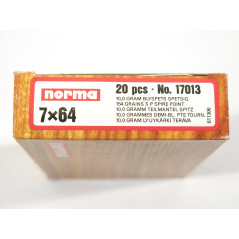 norma
7×64
20 pcs · No. 17013
10,0 GRAM BLYSPETS SPETSIG
154 GRAINS S P SPIRE POINT
10,0 GRAMM TEILMANTEL SPITZ
10,0 GRAMMES DEMI-BL. PTE TOURN.
10,0 GRAM LYIJYKÄRKI TERÄVÄ